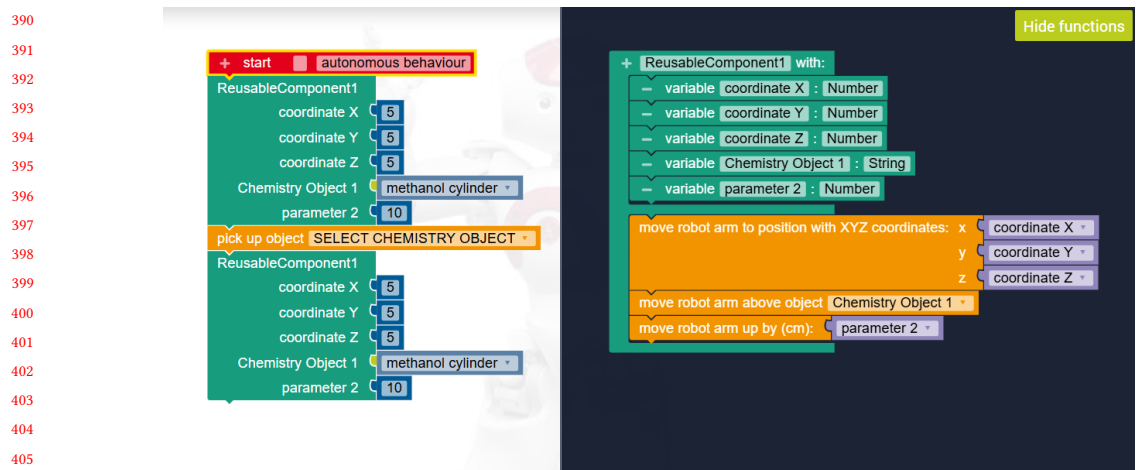 390
391
392
393
394
395
396
397
398
399
400
401
402
403
404
405
+ start autonomous behaviour
ReusableComponent1
coordinate X 5
coordinate Y 5
coordinate Z 5
Chemistry Object 1 methanol cylinder
parameter 2 10
pick up object SELECT CHEMISTRY OBJECT
ReusableComponent1
coordinate X 5
coordinate Y 5
coordinate Z 5
Chemistry Object 1 methanol cylinder
parameter 2 10
Hide functions
+ ReusableComponent1 with:
− variable coordinate X : Number
− variable coordinate Y : Number
− variable coordinate Z : Number
− variable Chemistry Object 1 : String
− variable parameter 2 : Number
move robot arm to position with XYZ coordinates: x coordinate X
y coordinate Y
z coordinate Z
move robot arm above object Chemistry Object 1
move robot arm up by (cm): parameter 2